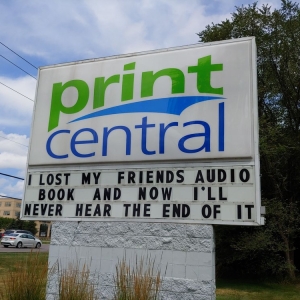 print
central
I LOST MY FRIENDS AUDIO
BOOK AND NOW I'LL
NEVER HEAR THE END OF IT